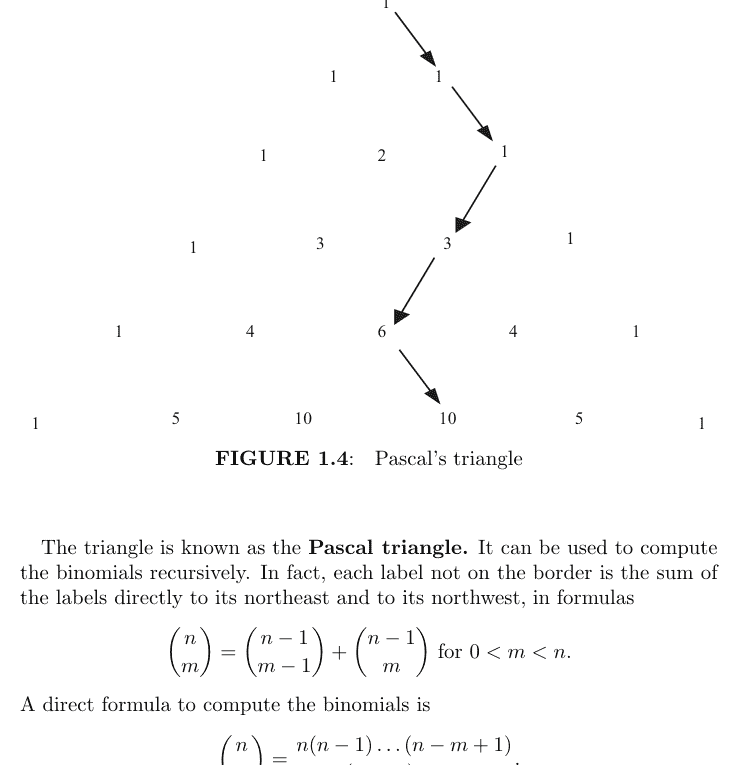 1
1 1
1 2 1
1 3 3 1
1 4 6 4 1
1 5 10 10 5 1
FIGURE 1.4: Pascal's triangle
The triangle is known as the Pascal triangle. It can be used to compute
the binomials recursively. In fact, each label not on the border is the sum of
the labels directly to its northeast and to its northwest, in formulas
(n m) = (n − 1 m − 1) + (n − 1 m) for 0 < m < n.
A direct formula to compute the binomials is
(n = n(n − 1) . . . (n − m + 1)